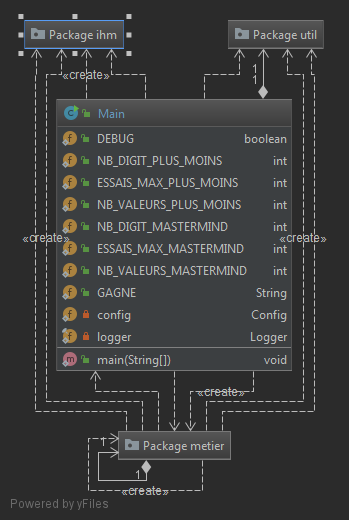 Package ihm
Package util
«create»
1
1
Main
DEBUG boolean
NB_DIGIT_PLUS_MOINS int
ESSAIS_MAX_PLUS_MOINS int
NB_VALEURS_PLUS_MOINS int
NB_DIGIT_MASTERMIND int
«create»
«create»
ESSAIS_MAX_MASTERMIND int
NB_VALEURS_MASTERMIND int
GAGNE String
config Config
logger Logger
main(String[]) void
«create»
1
Package metier
1
«create»
Powered by yFiles